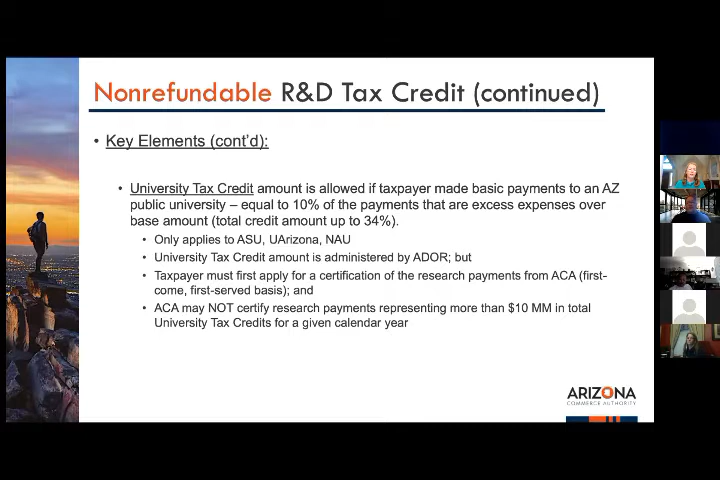 Nonrefundable R&D Tax Credit (continued)
• Key Elements (cont'd):
• University Tax Credit amount is allowed if taxpayer made basic payments to an AZ
public university – equal to 10% of the payments that are excess expenses over
base amount (total credit amount up to 34%).
• Only applies to ASU, UArizona, NAU
• University Tax Credit amount is administered by ADOR; but
• Taxpayer must first apply for a certification of the research payments from ACA (first-
come, first-served basis); and
• ACA may NOT certify research payments representing more than $10 MM in total
University Tax Credits for a given calendar year
ARIZONA
COMMERCE AUTHORITY